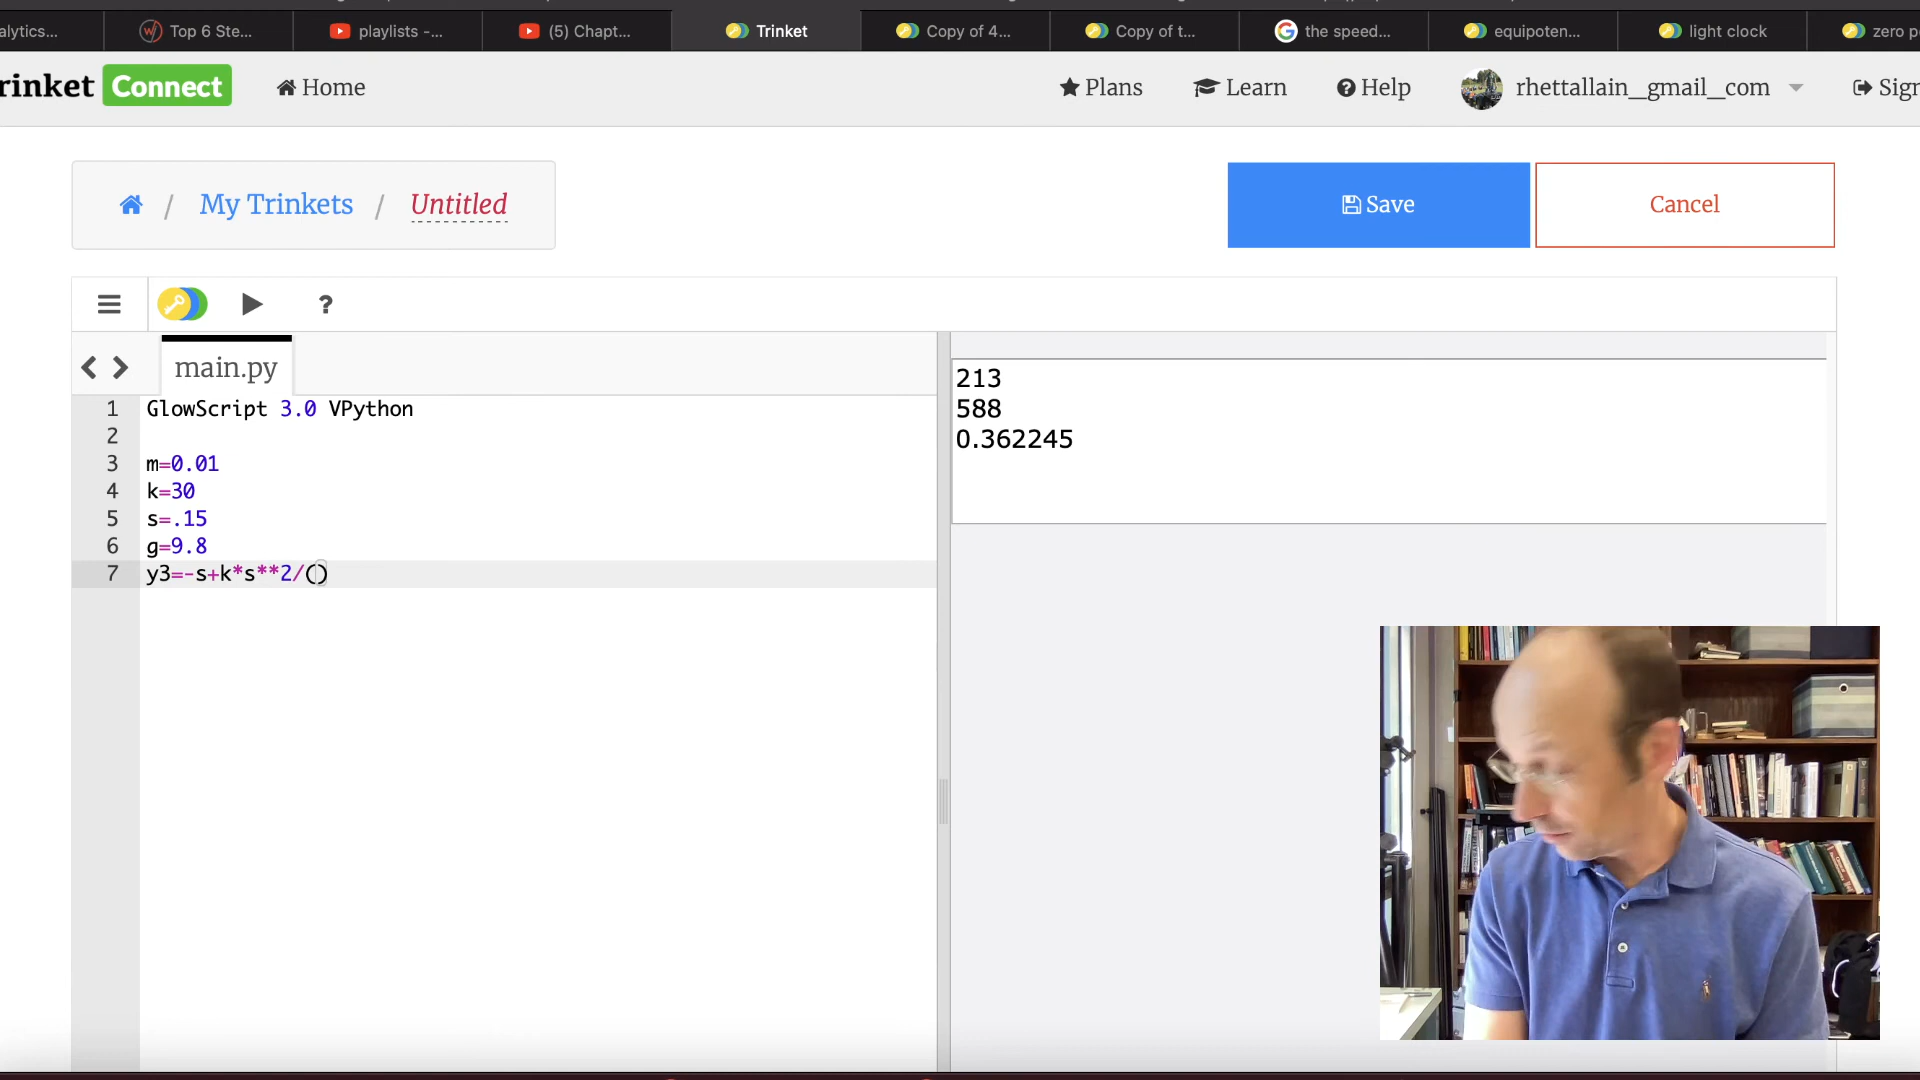 alytics...
Top 6 Ste...
playlists -...
(5) Chapt...
Trinket
Copy of 4...
Copy of t...
the speed...
equipoten...
light clock
zero p
rinket Connect
Home
Plans
Learn
Help
rhettallain_gmail_com
Sign
/ My Trinkets / Untitled
Save
Cancel
?
main.py
1 GlowScript 3.0 VPython
2
3 m=0.01
4 k=30
5 s=.15
6 g=9.8
7 y3=-s+k*s**2/()
213
588
0.362245